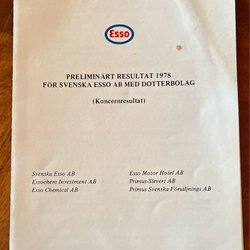 Esso
PRELIMINÄRT RESULTAT 1978
FÖR SVENSKA ESSO AB MED DOTTERBOLAG
(Koncernresultat)
Svenska Esso AB
Essochem Investment AB
Esso Chemical AB
Esso Motor Hotel AB
Primus-Sievert AB
Primus Svenska Försäljnings AB